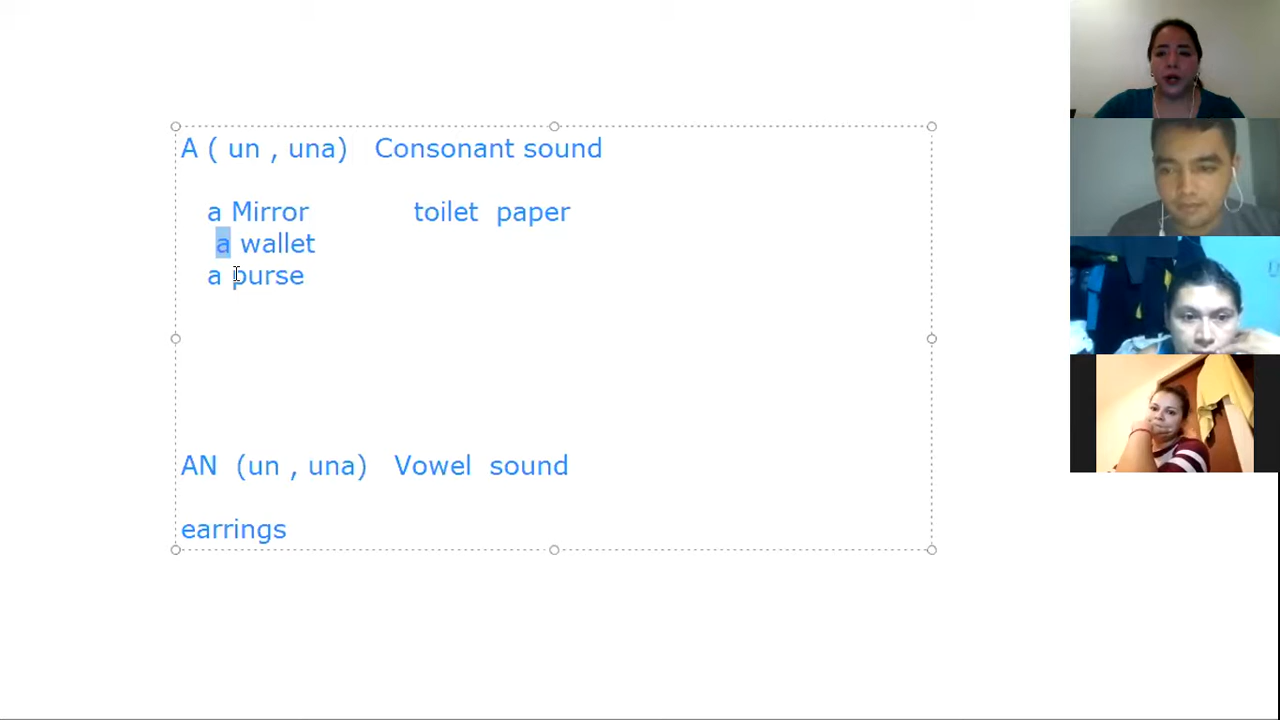 A ( un , una) Consonant sound
a Mirror toilet paper
a wallet
a purse
AN (un , una) Vowel sound
earrings